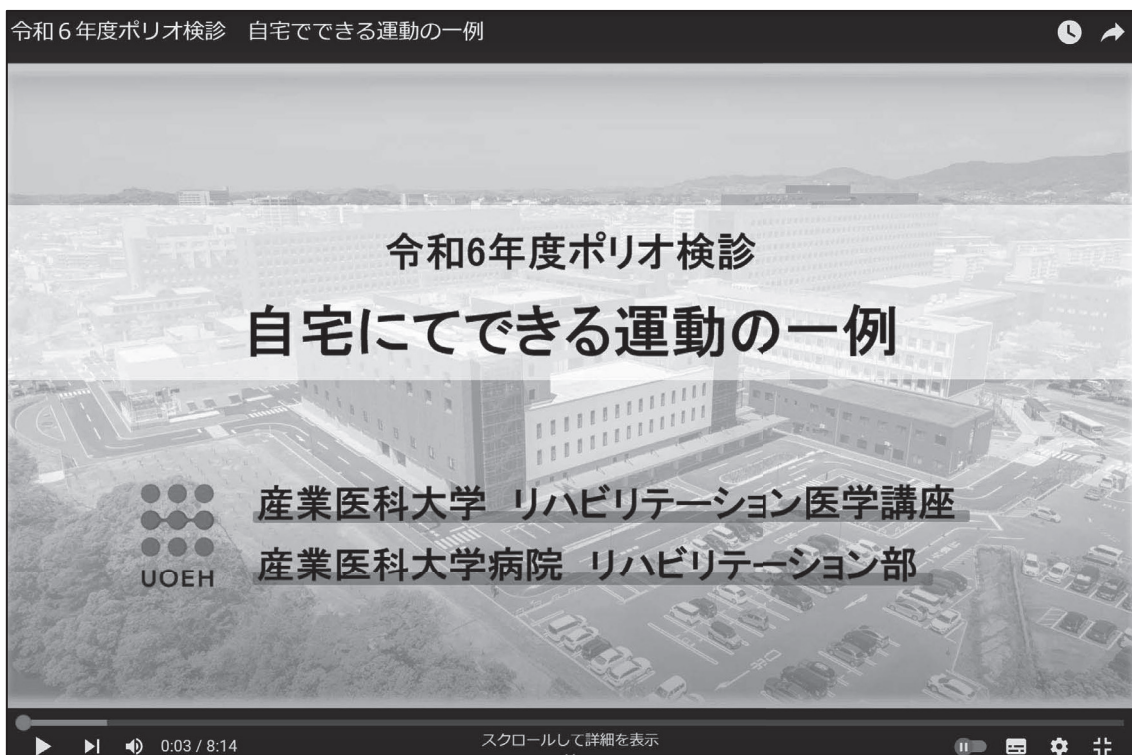 令和６年度ポリオ検診　自宅でできる運動の一例
令和6年度ポリオ検診
自宅にてできる運動の一例
産業医科大学　リハビリテーション医学講座
UOEH
産業医科大学病院　リハビリテーション部
0:03 / 8:14
スクロールして詳細を表示